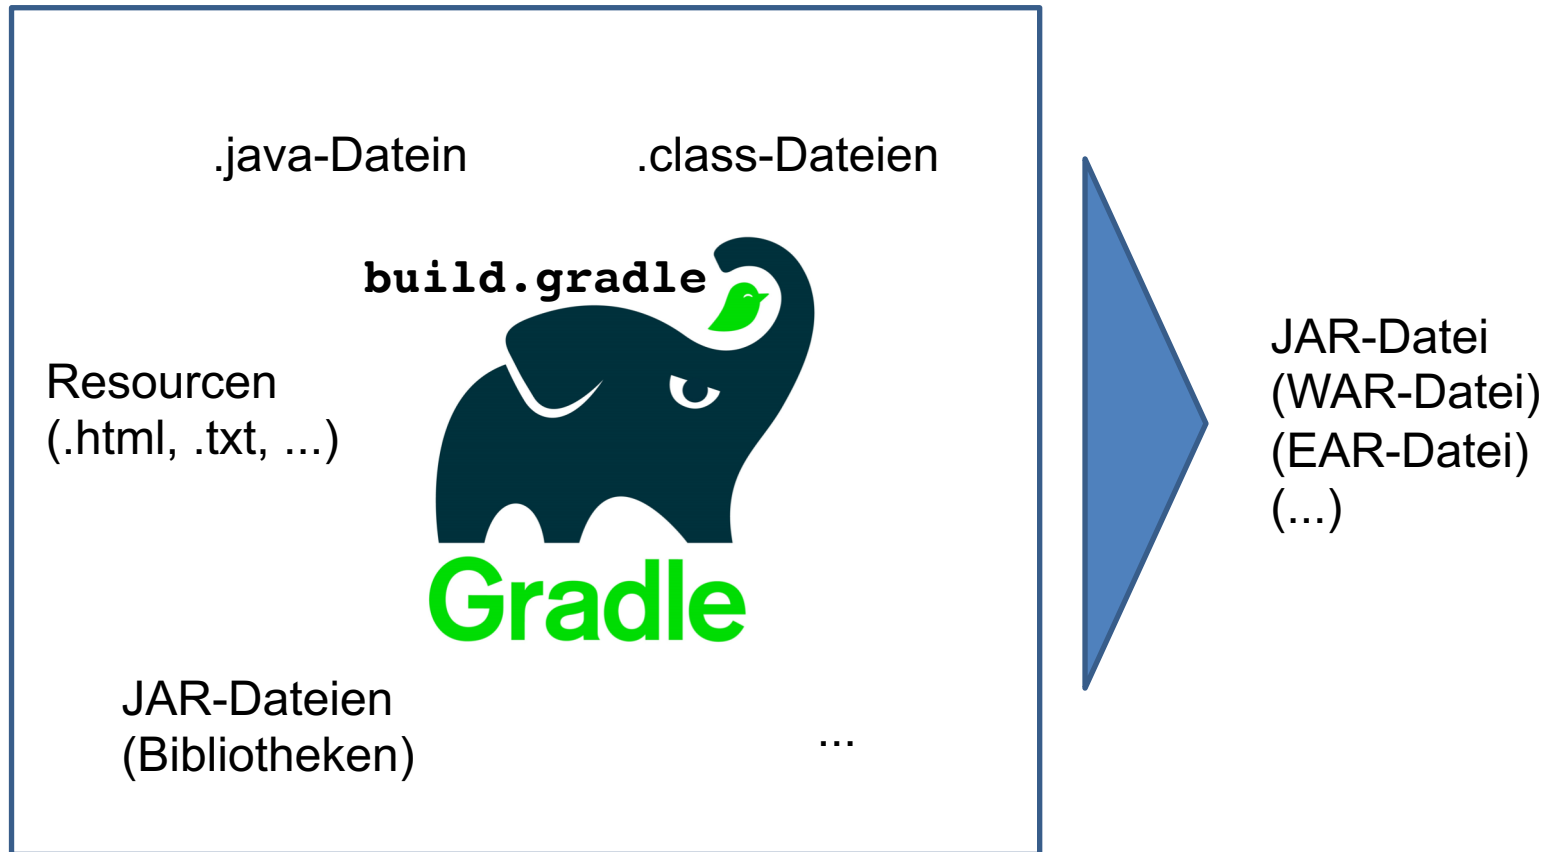 .java-Datein
.class-Dateien
build.gradle
Resourcen
(.html, .txt, ...)
Gradle
JAR-Dateien
(Bibliotheken)
...
JAR-Datei
(WAR-Datei)
(EAR-Datei)
(...)